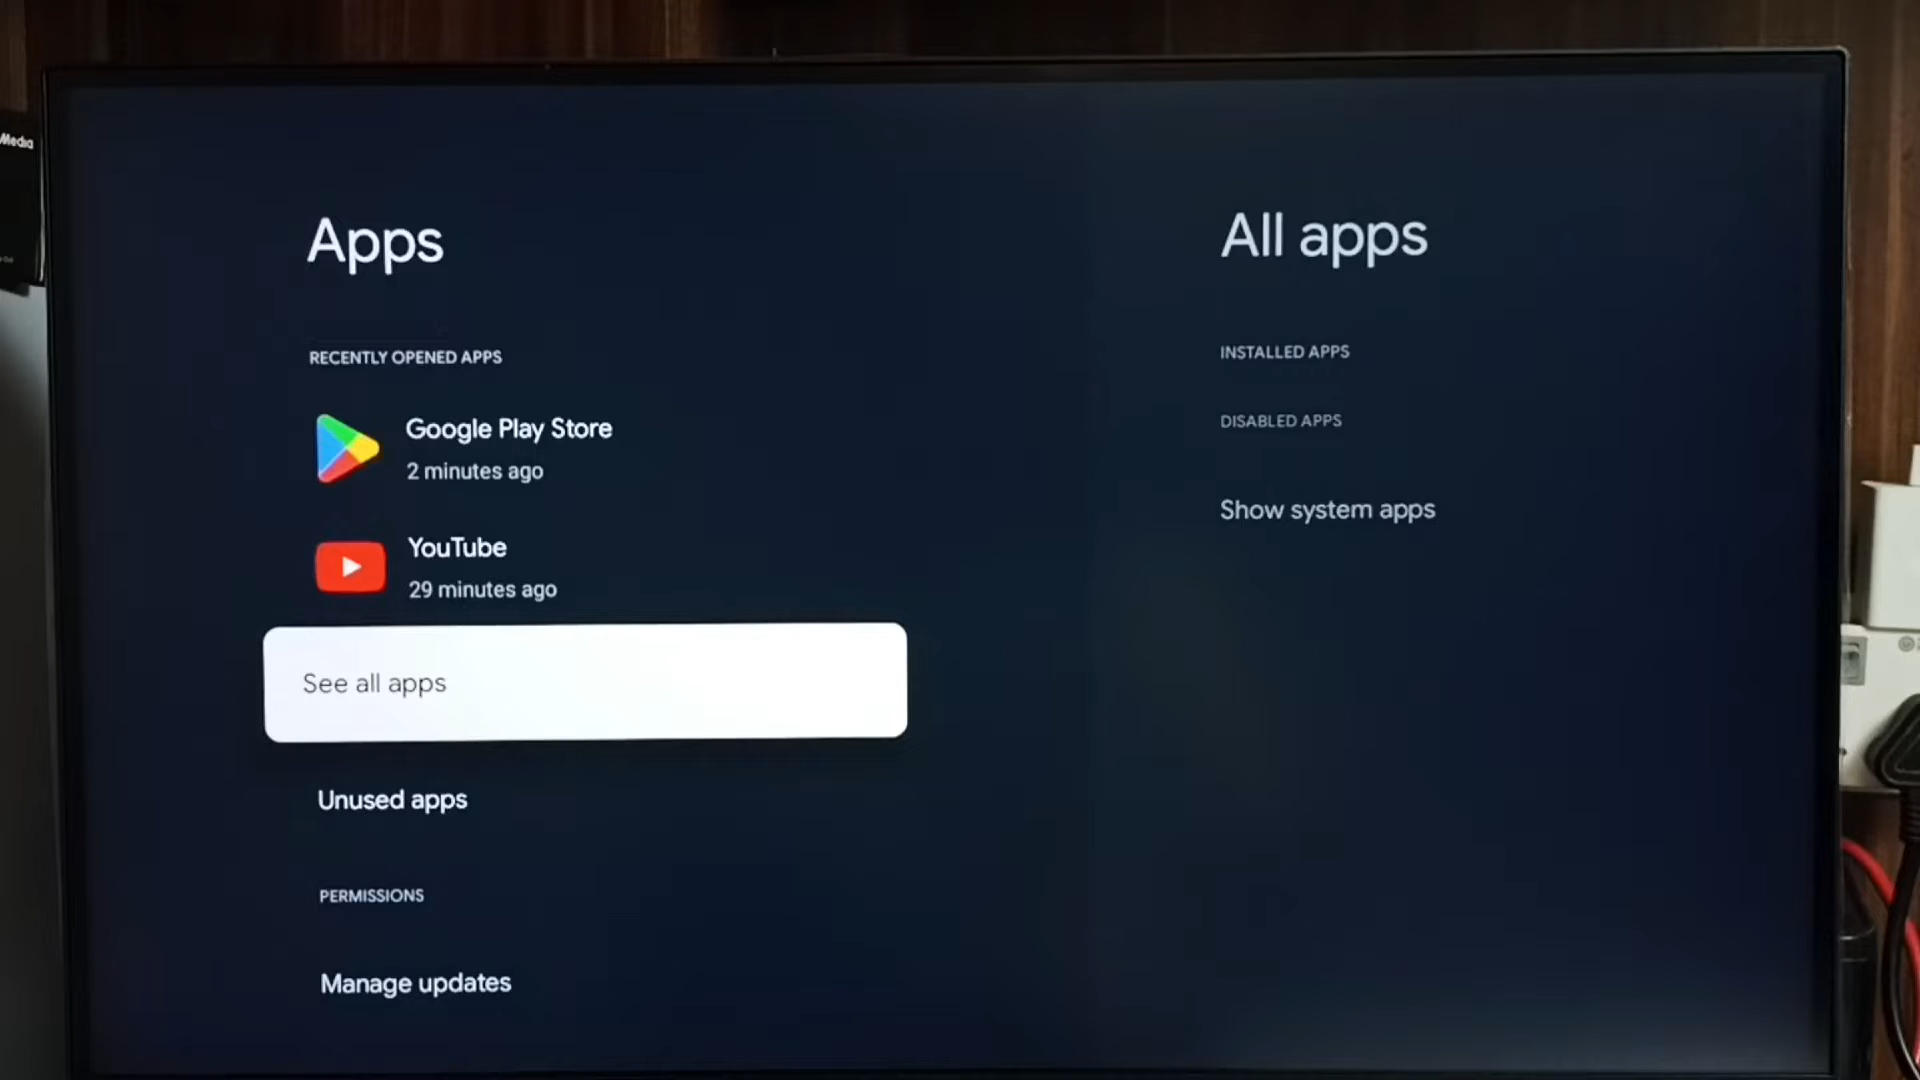 Media
Apps
RECENTLY OPENED APPS
Google Play Store
2 minutes ago
YouTube
29 minutes ago
See all apps
Unused apps
PERMISSIONS
Manage updates
All apps
INSTALLED APPS
DISABLED APPS
Show system apps